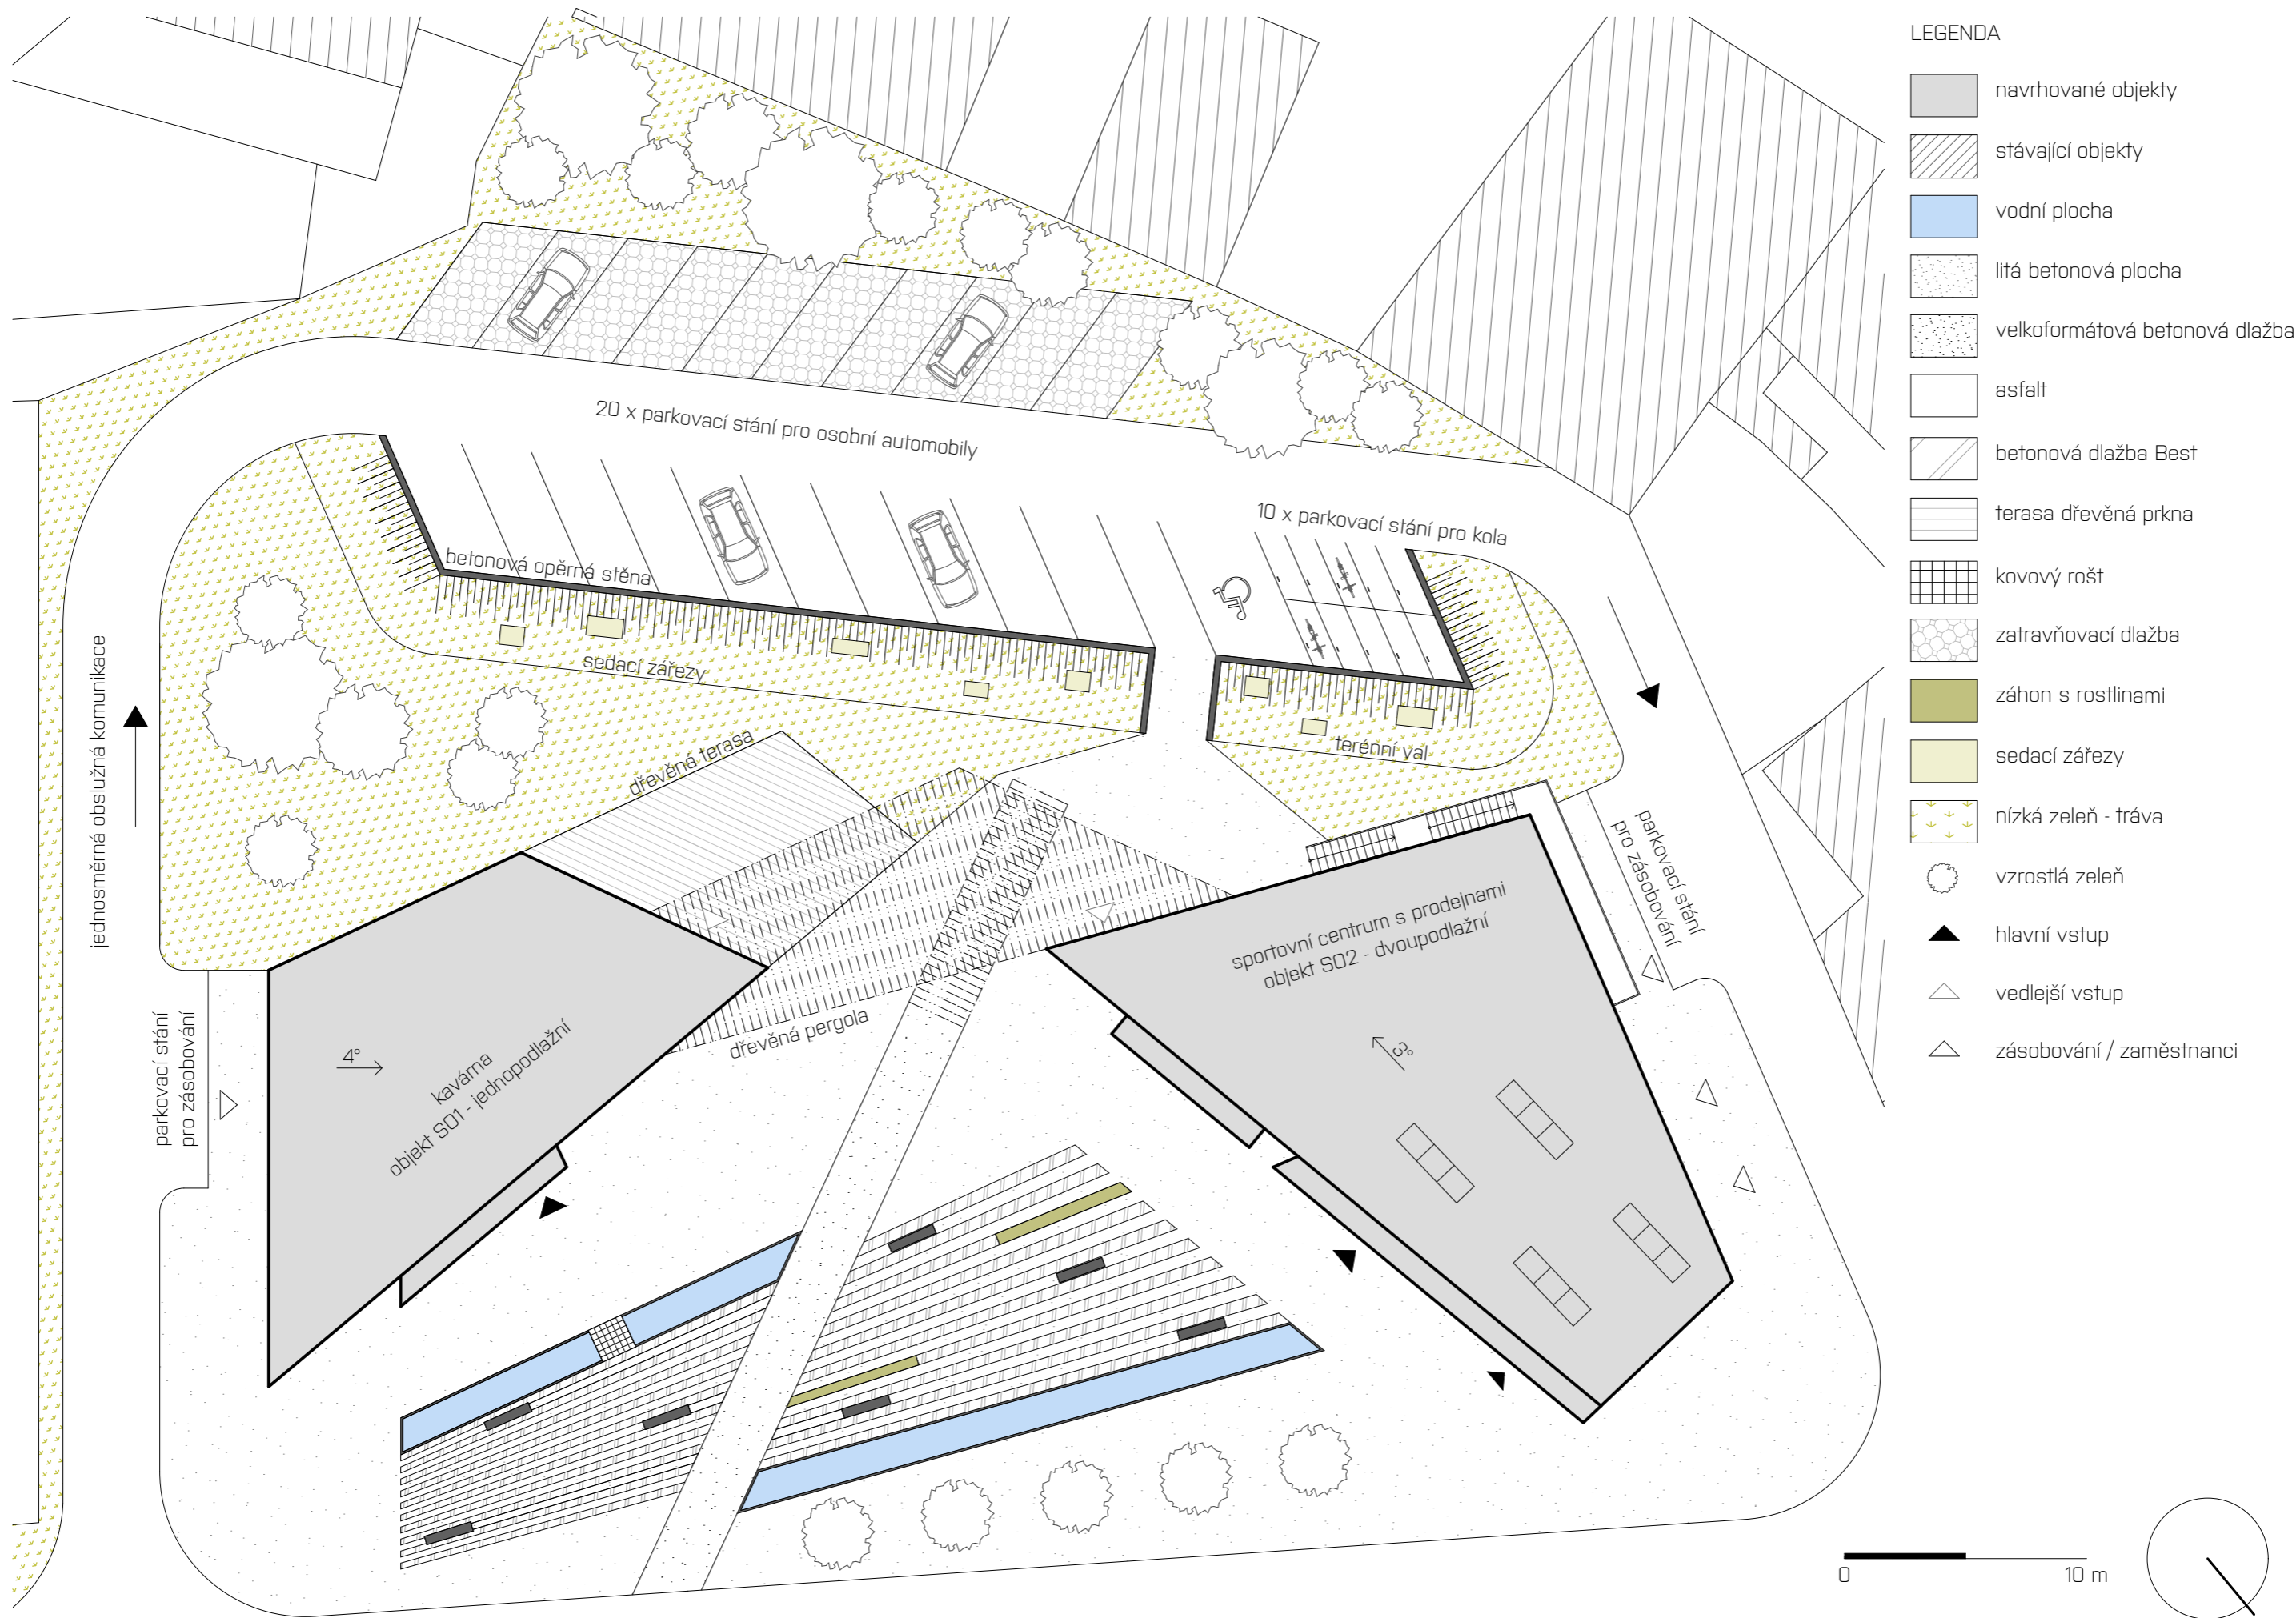 LEGENDA
navrhované objekty
stávající objekty
vodní plocha
litá betonová plocha
velkoformátová betonová dlažba
asfalt
betonová dlažba Best
terasa dřevěná prkna
kovový rošt
zatravňovací dlažba
záhon s rostlinami
sedací zářezy
nízká zeleň - tráva
vzrostlá zeleň
hlavní vstup
vedlejší vstup
zásobování / zaměstnanci
20 x parkovací stání pro osobní automobily
10 x parkovací stání pro kola
betonová opěrná stěna
sedací zářezy
terénní val
dřevěná terasa
jednosměrná obslužná komunikace
parkovací stání
pro zásobování
sportovní centrum s prodejnami
objekt SO2 - dvoupodlažní
3°
dřevěná pergola
parkovací stání
pro zásobování
4°
kavárna
objekt SO1 - jednopodlažní
0
10 m